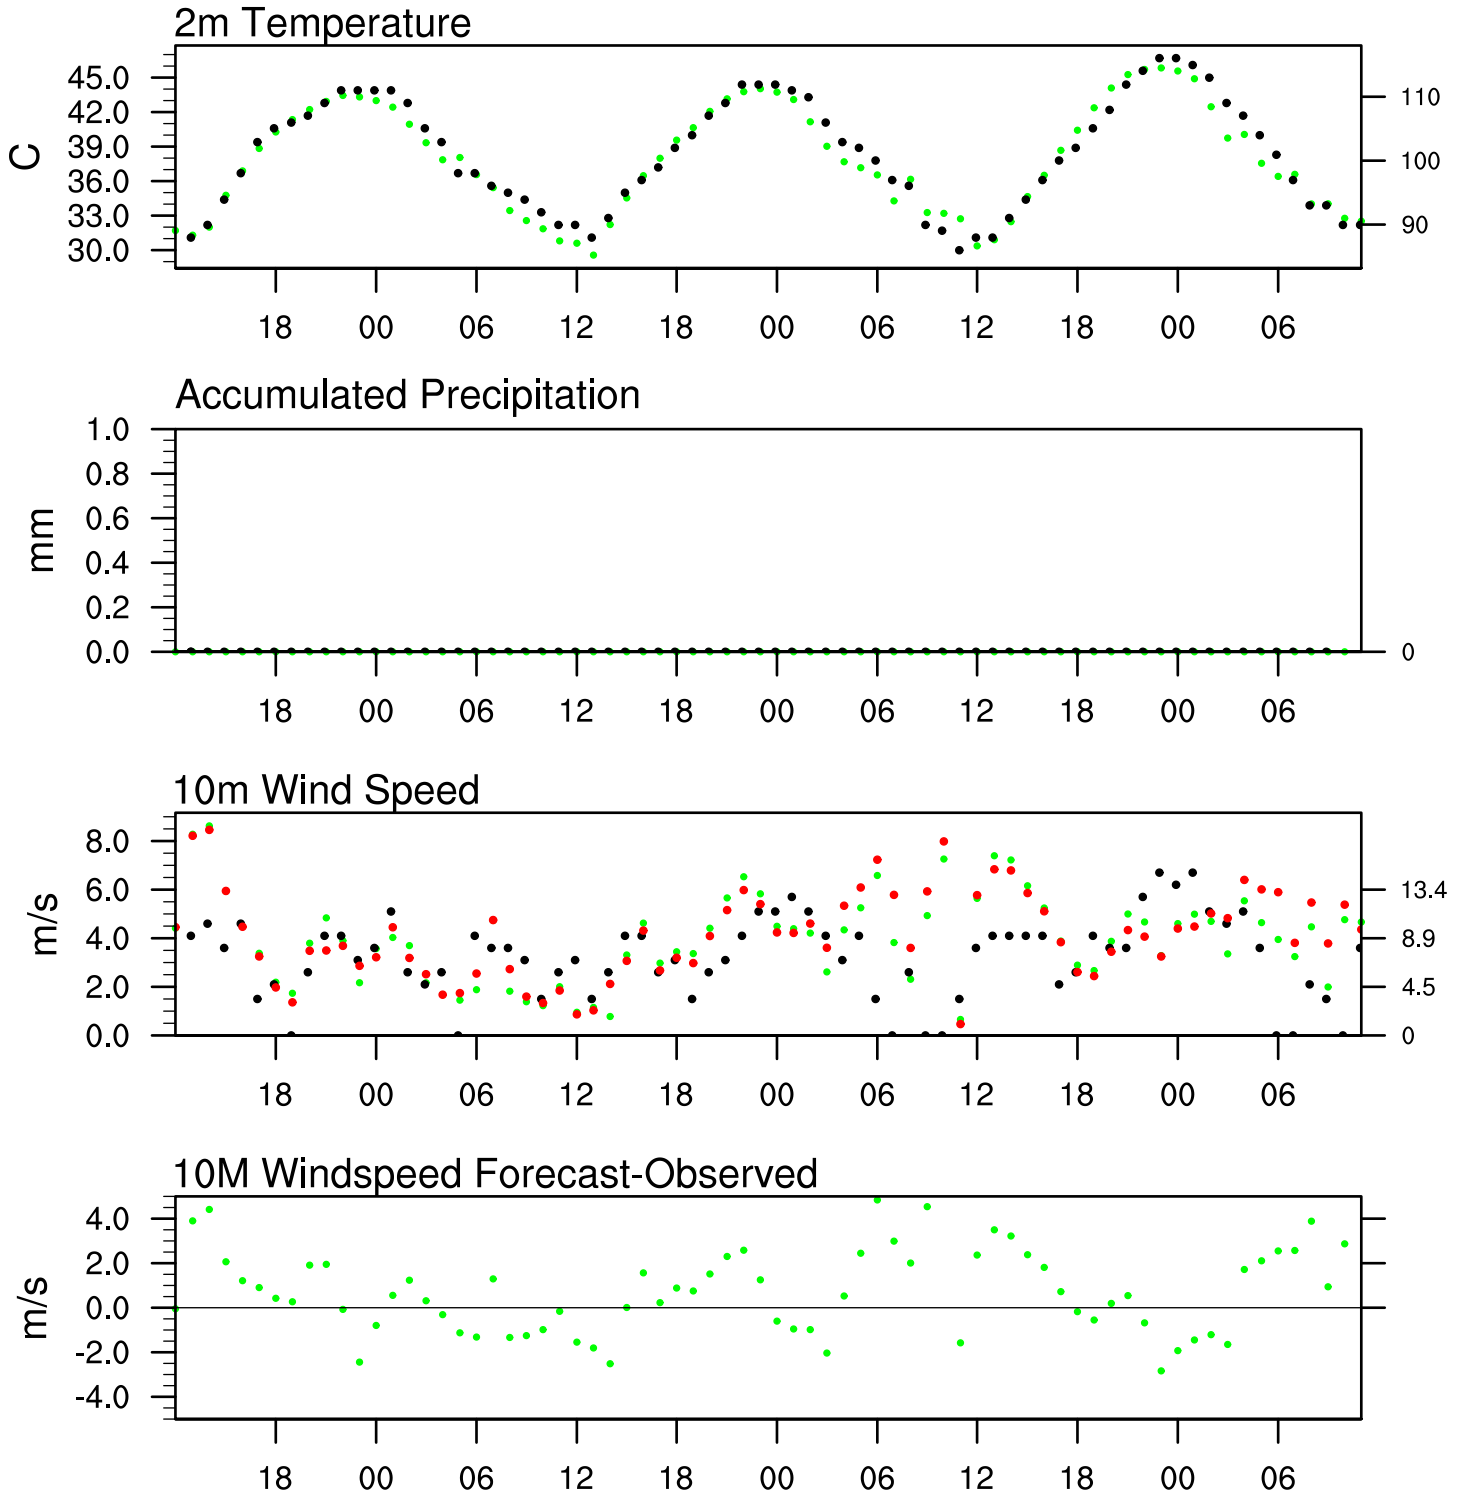 2m Temperature
45.0
42.0
39.0
36.0
33.0
30.0
C
110
100
90
18 00 06 12 18 00 06 12 18 00 06
Accumulated Precipitation
1.0
0.8
0.6
0.4
0.2
0.0
mm
0
18 00 06 12 18 00 06 12 18 00 06
10m Wind Speed
8.0
6.0
4.0
2.0
0.0
m/s
13.4
8.9
4.5
0
18 00 06 12 18 00 06 12 18 00 06
10M Windspeed Forecast-Observed
4.0
2.0
0.0
-2.0
-4.0
m/s
18 00 06 12 18 00 06 12 18 00 06